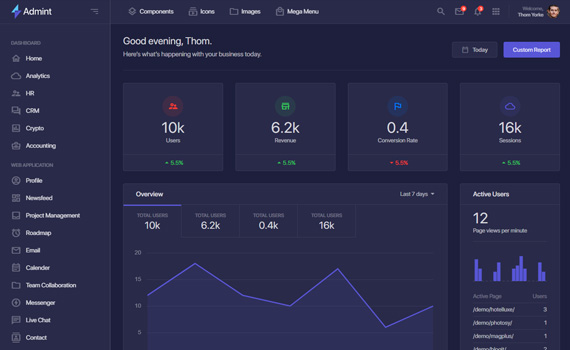 Admint
Components
Icons
Images
Mega Menu
Welcome,
Thom Yorke
DASHBOARD
Home
Analytics
HR
CRM
Crypto
Accounting
WEB APPLICATION
Profile
Newsfeed
Project Management
Roadmap
Email
Calender
Team Collaboration
Messenger
Live Chat
Contact
Good evening, Thom.
Here's what's happening with your business today.
Today
Custom Report
10k
Users
5.5%
6.2k
Revenue
5.5%
0.4
Conversion Rate
5.5%
16k
Sessions
5.5%
Overview
Last 7 days
TOTAL USERS
10k
TOTAL USERS
6.2k
TOTAL USERS
0.4k
TOTAL USERS
16k
20
15
10
5
Active Users
12
Page views per minute
Active Page Users
/demo/hotelluxe/ 3
/demo/photosy/ 1
/demo/magplus/ 1